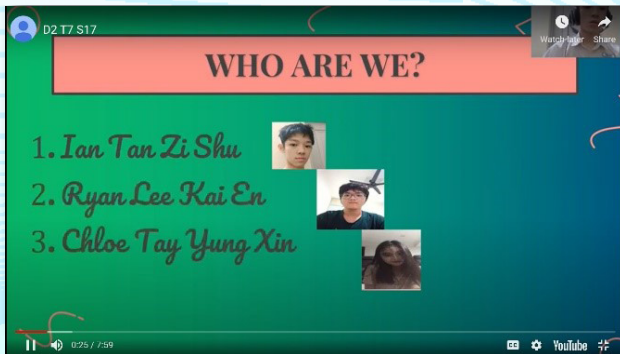 D2 T7 S17
Watch later Share
WHO ARE WE?
1. Ian Tan Zi Shu
2. Ryan Lee Kai En
3. Chloe Tay Yung Xin
0:25 / 7:59
CC
YouTube